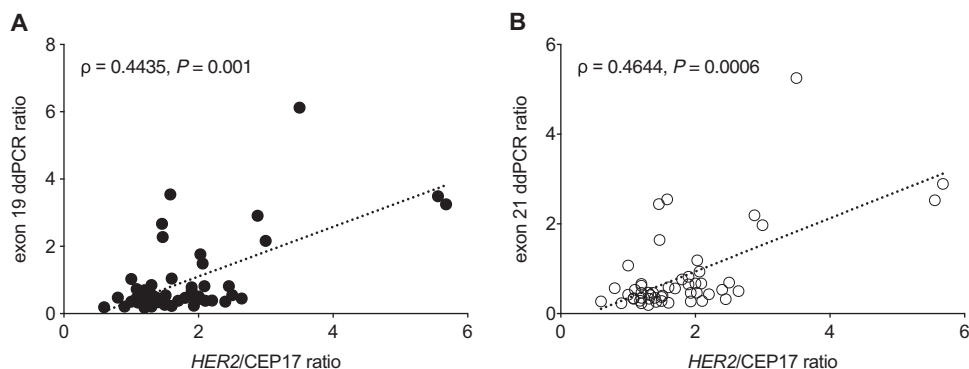 A
ρ = 0.4435, P = 0.001
exon 19 ddPCR ratio
8
6
4
2
0
0 2 4 6
HER2/CEP17 ratio
B
ρ = 0.4644, P = 0.0006
exon 21 ddPCR ratio
6
4
2
0
0 2 4 6
HER2/CEP17 ratio